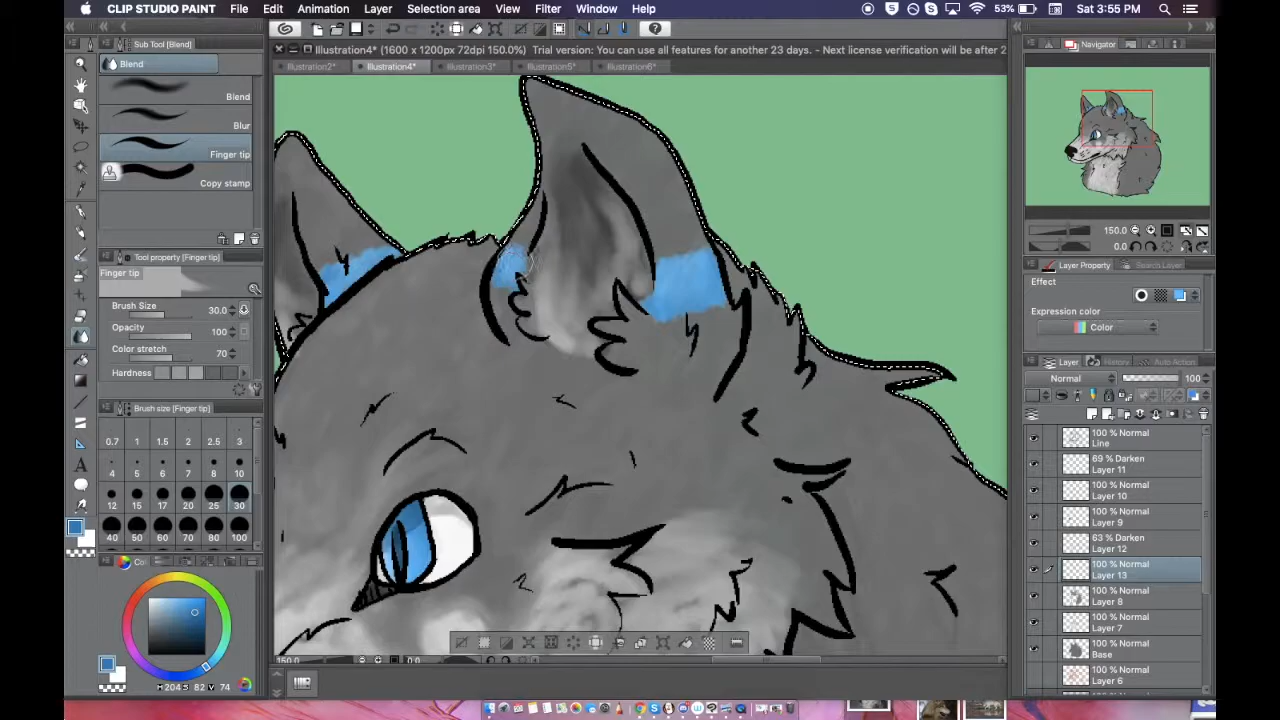 CLIP STUDIO PAINT File Edit Animation Layer Selection area View Filter Window Help 53% Sat 3:55 PM
Sub Tool [Blend]
Illustration4* (1600 x 1200px 72dpi 150.0%) Trial version: You can use all features for another 23 days. - Next license verification will be after 2
Navigator
Blend
Illustration2* Illustration4* Illustration3* Illustration5* Illustration6*
Blend
Blur
Finger tip
Copy stamp
150.0
Tool property [Finger tip]
Layer Property Search Layer
Finger tip
Effect
Brush Size 30.0
Expression color
Opacity 100
Color
Color stretch 70
Layer History Auto Action
Hardness
Normal 100
Brush size [Finger tip]
0.7 1 1.5 2 2.5 3
4 5 6 7 8 10
12 15 17 20 25 30
40 50 60 70 80 100
100 % Normal
Line
69 % Darken
Layer 11
100 % Normal
Layer 10
100 % Normal
Layer 9
63 % Darken
Layer 12
100 % Normal
Layer 13
100 % Normal
Layer 8
100 % Normal
Layer 7
100 % Normal
Base
100 % Normal
Layer 6
150.0 0.0
H 204 S 82 V 74